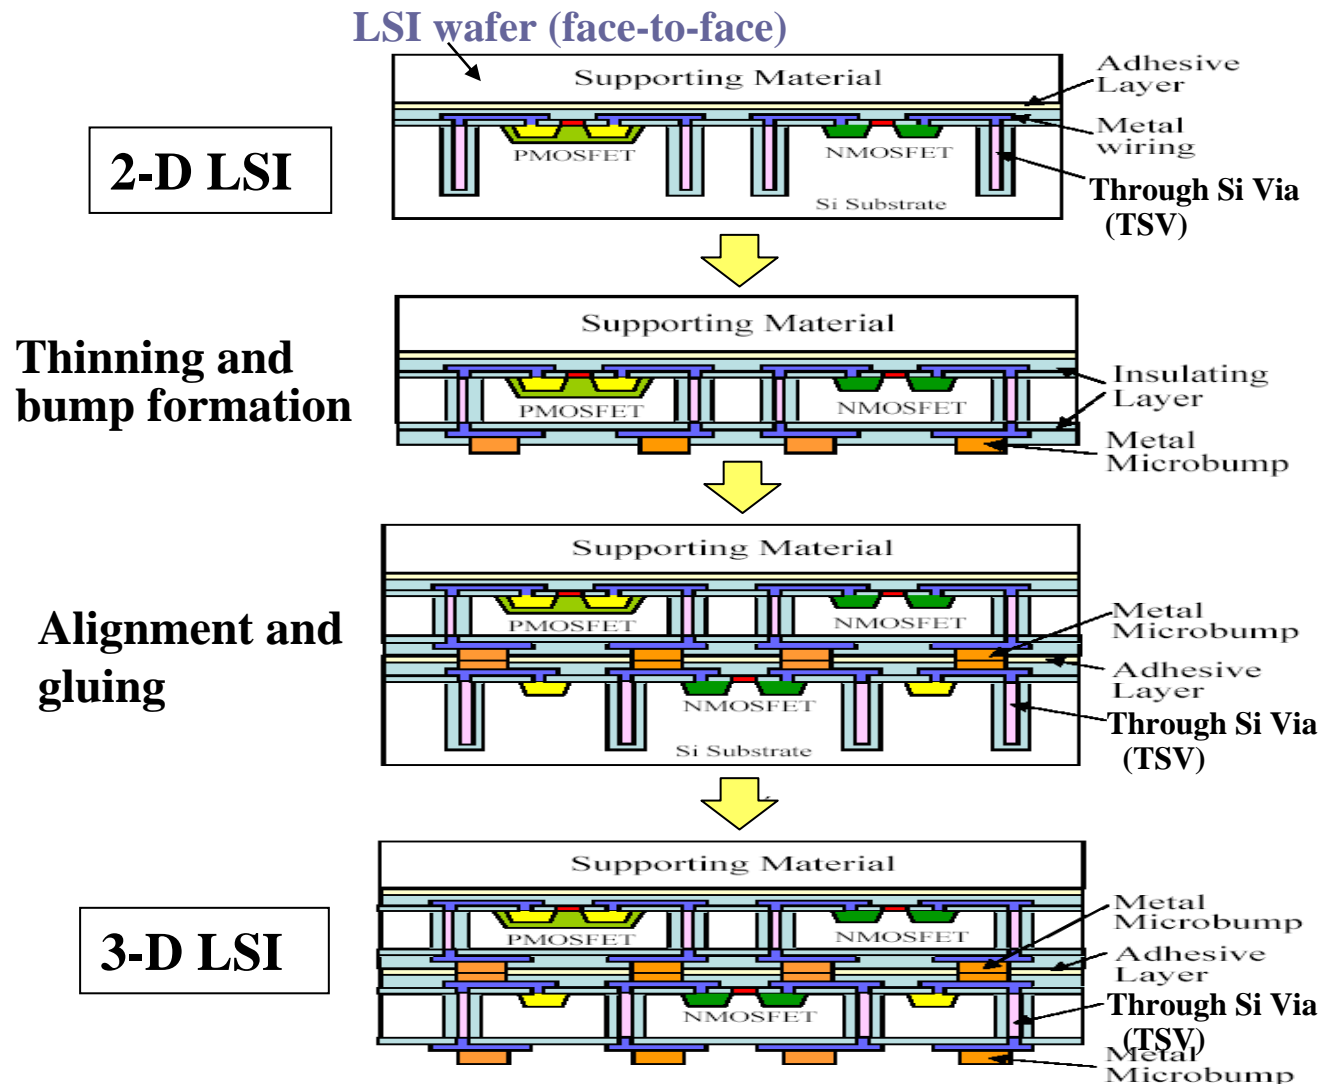 LSI wafer (face-to-face)
Supporting Material
Adhesive
Layer
Metal
wiring
2-D LSI
PMOSFET
NMOSFET
Through Si Via
(TSV)
Si Substrate
Supporting Material
Thinning and
bump formation
Insulating
Layer
PMOSFET
NMOSFET
Metal
Microbump
Supporting Material
Alignment and
gluing
PMOSFET
NMOSFET
Metal
Microbump
Adhesive
Layer
NMOSFET
Through Si Via
(TSV)
Si Substrate
Supporting Material
3-D LSI
PMOSFET
NMOSFET
Metal
Microbump
Adhesive
Layer
NMOSFET
Through Si Via
(TSV)
Metal
Microbump